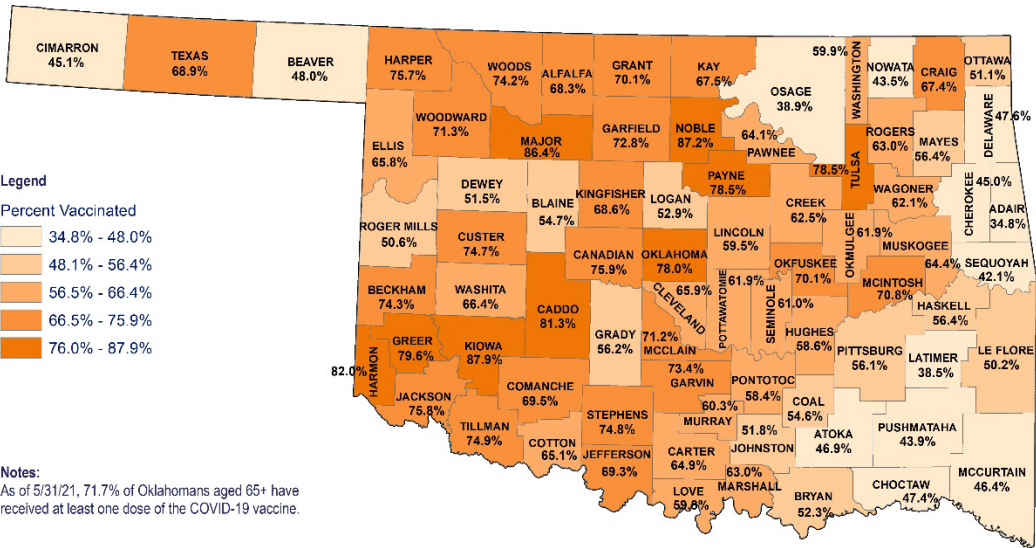 CIMARRON
45.1%
TEXAS
68.9%
BEAVER
48.0%
HARPER
75.7%
WOODS
74.2%
ALFALFA
68.3%
GRANT
70.1%
KAY
67.5%
OSAGE
38.9%
59.9%
WASHINGTON
NOWATA
43.5%
CRAIG
67.4%
OTTAWA
51.1%
47.6%
DELAWARE
WOODWARD
71.3%
MAJOR
86.4%
GARFIELD
72.8%
NOBLE
87.2%
64.1%
PAWNEE
ROGERS
63.0%
MAYES
56.4%
ELLIS
65.8%
78.5%
TULSA
PAYNE
78.5%
DEWEY
51.5%
BLAINE
54.7%
KINGFISHER
68.6%
LOGAN
52.9%
CREEK
62.5%
WAGONER
62.1%
CHEROKEE
45.0%
ADAIR
34.8%
Legend
Percent Vaccinated
34.8% - 48.0%
48.1% - 56.4%
56.5% - 66.4%
66.5% - 75.9%
76.0% - 87.9%
ROGER MILLS
50.6%
CUSTER
74.7%
CANADIAN
75.9%
OKLAHOMA
78.0%
LINCOLN
59.5%
OKFUSKEE
70.1%
OKMULGEE
61.9%
MUSKOGEE
64.4%
SEQUOYAH
42.1%
BECKHAM
74.3%
WASHITA
66.4%
CADDO
81.3%
GRADY
56.2%
65.9%
CLEVELAND
61.9%
POTTAWATOMIE
SEMINOLE
61.0%
HUGHES
58.6%
MCINTOSH
70.8%
HASKELL
56.4%
82.0%
HARMON
GREER
79.6%
KIOWA
87.9%
71.2%
MCCLAIN
PITTSBURG
56.1%
LATIMER
38.5%
LE FLORE
50.2%
JACKSON
75.8%
COMANCHE
69.5%
73.4%
GARVIN
PONTOTOC
58.4%
COAL
54.6%
TILLMAN
74.9%
COTTON
65.1%
STEPHENS
74.8%
60.3%
MURRAY
51.8%
JOHNSTON
ATOKA
46.9%
PUSHMATAHA
43.9%
JEFFERSON
69.3%
CARTER
64.9%
63.0%
MARSHALL
LOVE
59.8%
BRYAN
52.3%
CHOCTAW
47.4%
MCCURTAIN
46.4%
Notes:
As of 5/31/21, 71.7% of Oklahomans aged 65+ have
received at least one dose of the COVID-19 vaccine.